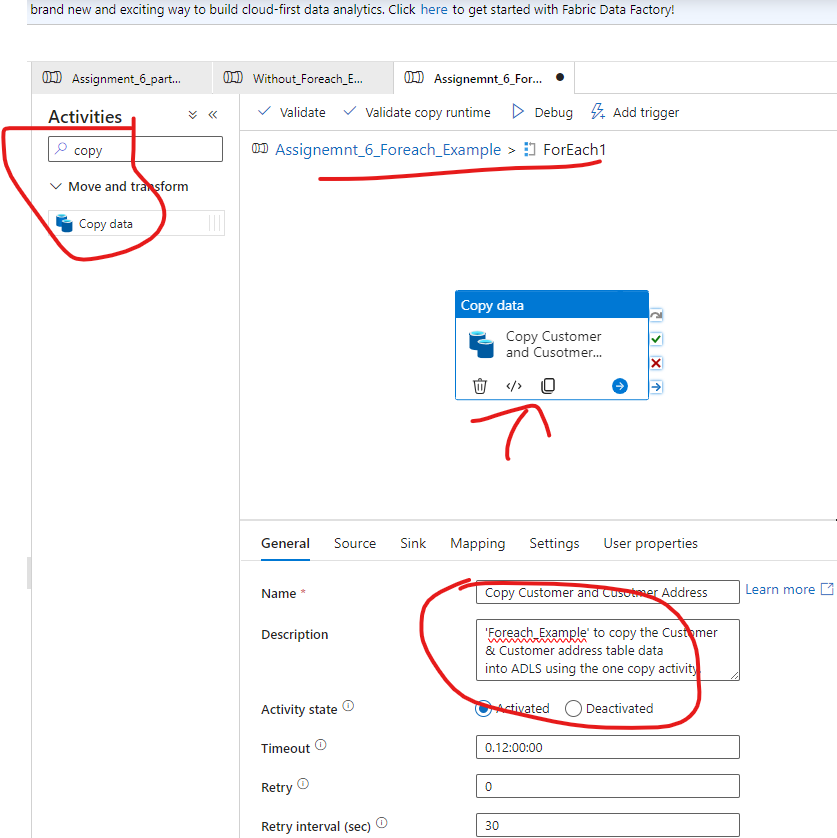 brand new and exciting way to build cloud-first data analytics. Click here to get started with Fabric Data Factory!
Assignment_6_part... Without_Foreach_E... Assignemnt_6_For...
Activities
Validate Validate copy runtime Debug Add trigger
copy
Assignemnt_6_Foreach_Example > ForEach1
Move and transform
Copy data
Copy data
Copy Customer
and Cusotmer...
General Source Sink Mapping Settings User properties
Name * Copy Customer and Cusotmer Address Learn more
Description 'Foreach_Example' to copy the Customer
& Customer address table data
into ADLS using the one copy activity
Activity state Activated Deactivated
Timeout 0.12:00:00
Retry 0
Retry interval (sec) 30